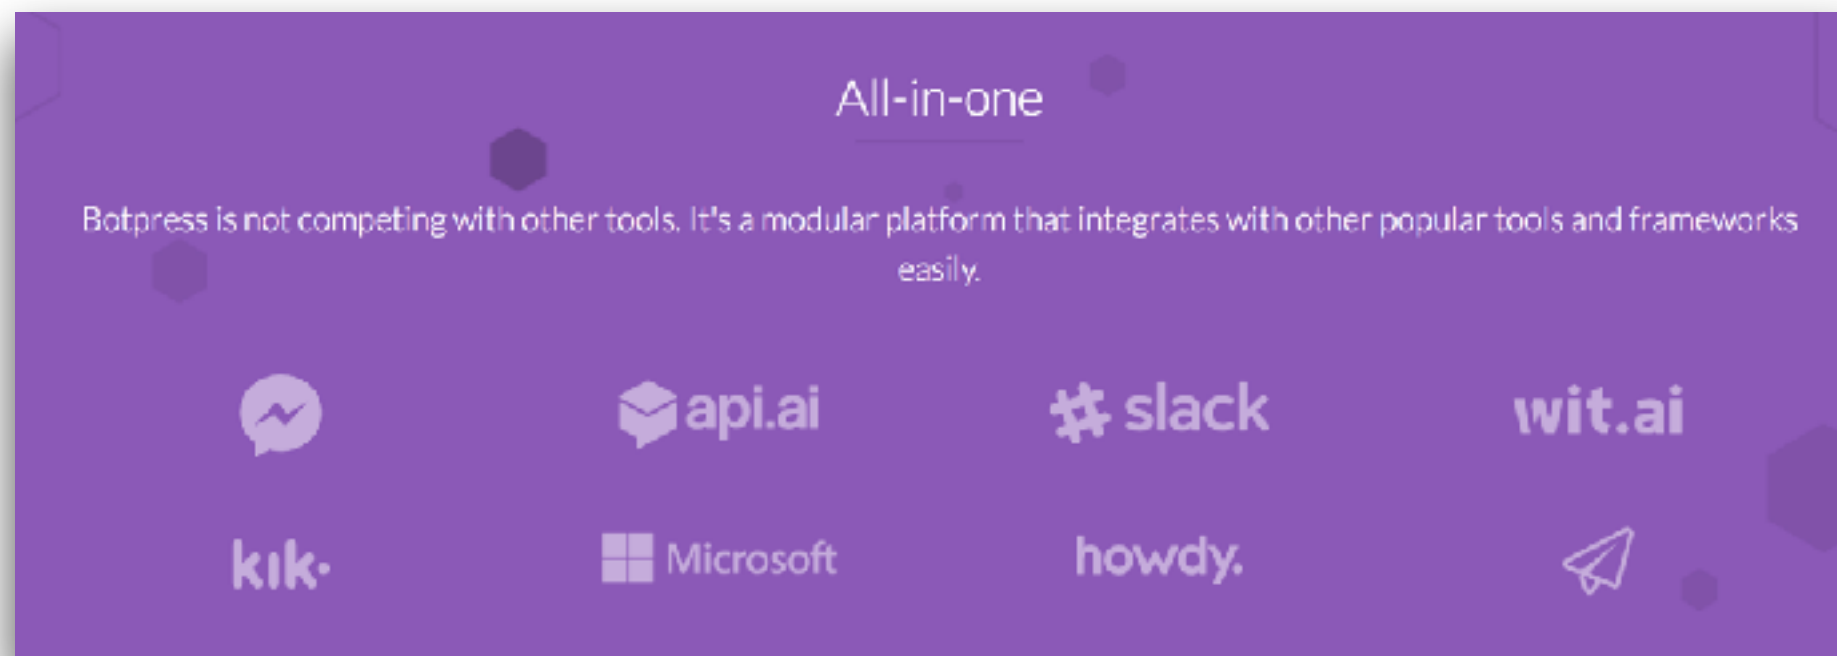 All-in-one
Botpress is not competing with other tools. It's a modular platform that integrates with other popular tools and frameworks
easily.
api.ai
slack
wit.ai
kik·
Microsoft
howdy.